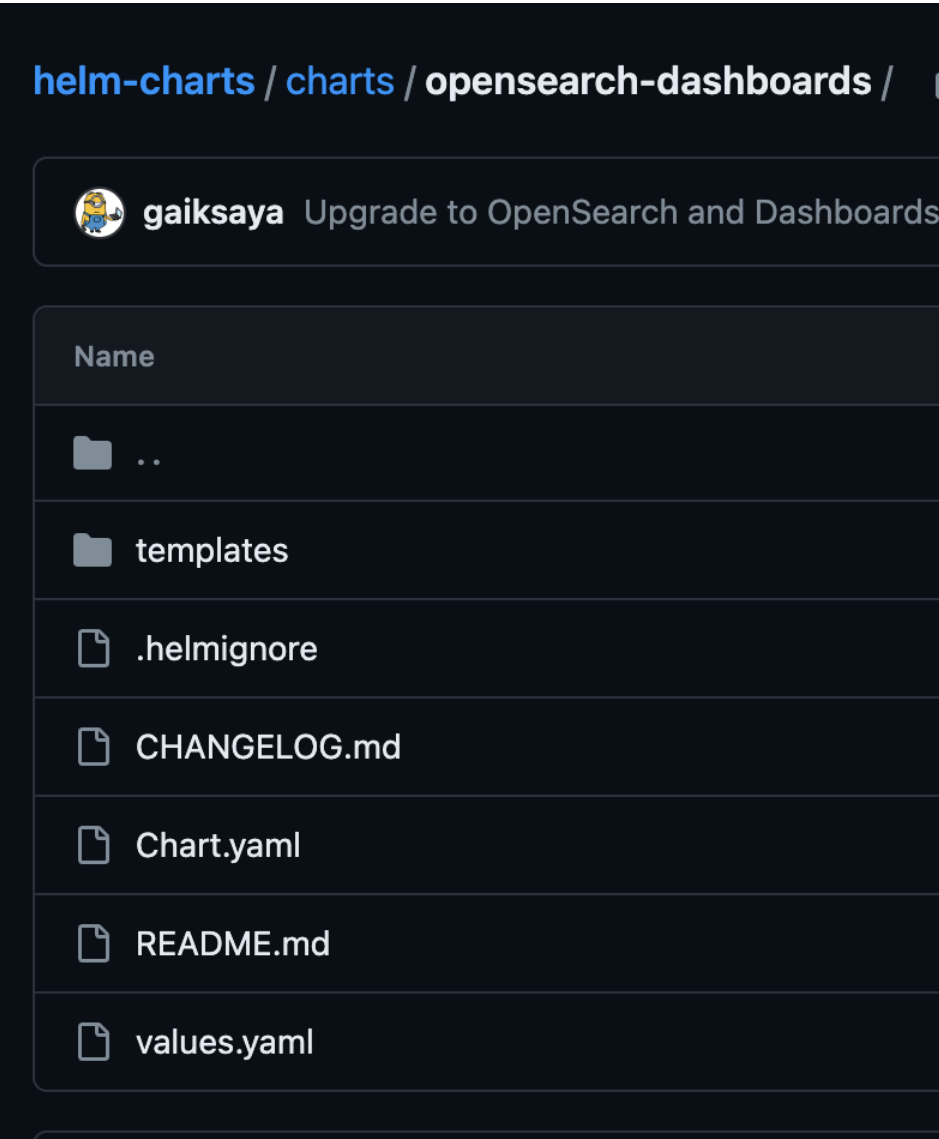 helm-charts / charts / opensearch-dashboards /
gaiksaya Upgrade to OpenSearch and Dashboards
Name
..
templates
.helmignore
CHANGELOG.md
Chart.yaml
README.md
values.yaml